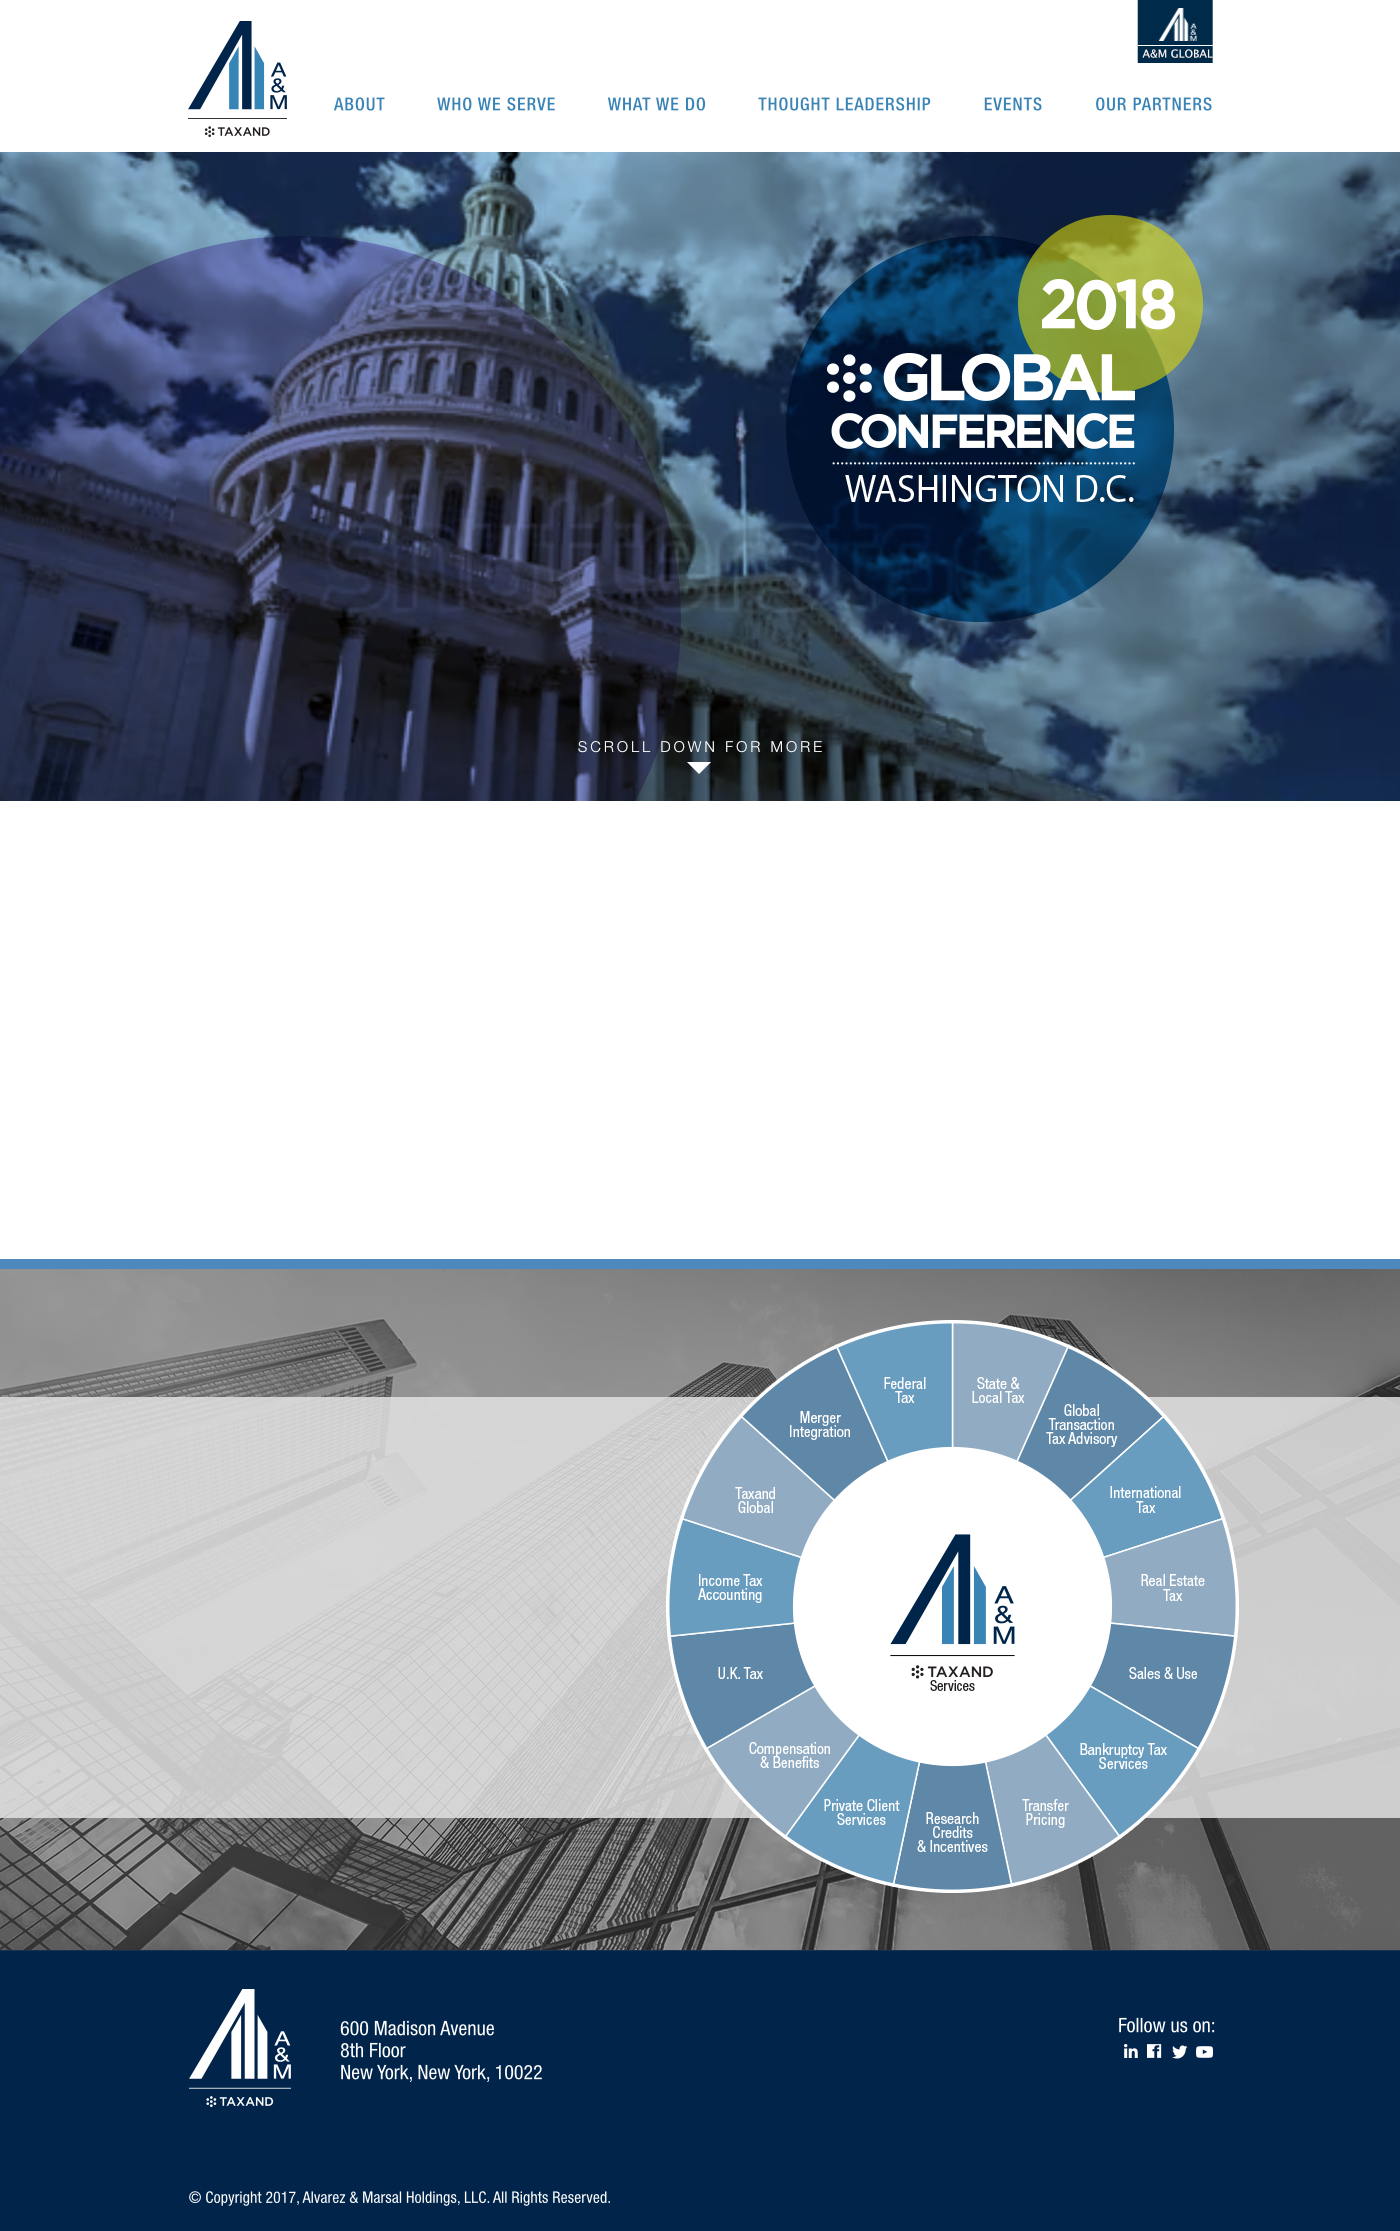 A&M
A&M GLOBAL
A
&
M
TAXAND
ABOUT
WHO WE SERVE
WHAT WE DO
THOUGHT LEADERSHIP
EVENTS
OUR PARTNERS
2018
GLOBAL
CONFERENCE
WASHINGTON D.C.
shutterstock
SCROLL DOWN FOR MORE
Federal
Tax
State &
Local Tax
Global
Transaction
Tax Advisory
International
Tax
Real Estate
Tax
Sales & Use
Bankruptcy Tax
Services
Transfer
Pricing
Research
Credits
& Incentives
Private Client
Services
Compensation
& Benefits
U.K. Tax
Income Tax
Accounting
Taxand
Global
Merger
Integration
A
&
M
TAXAND
Services
A
&
M
TAXAND
600 Madison Avenue
8th Floor
New York, New York, 10022
Follow us on:
© Copyright 2017, Alvarez & Marsal Holdings, LLC. All Rights Reserved.